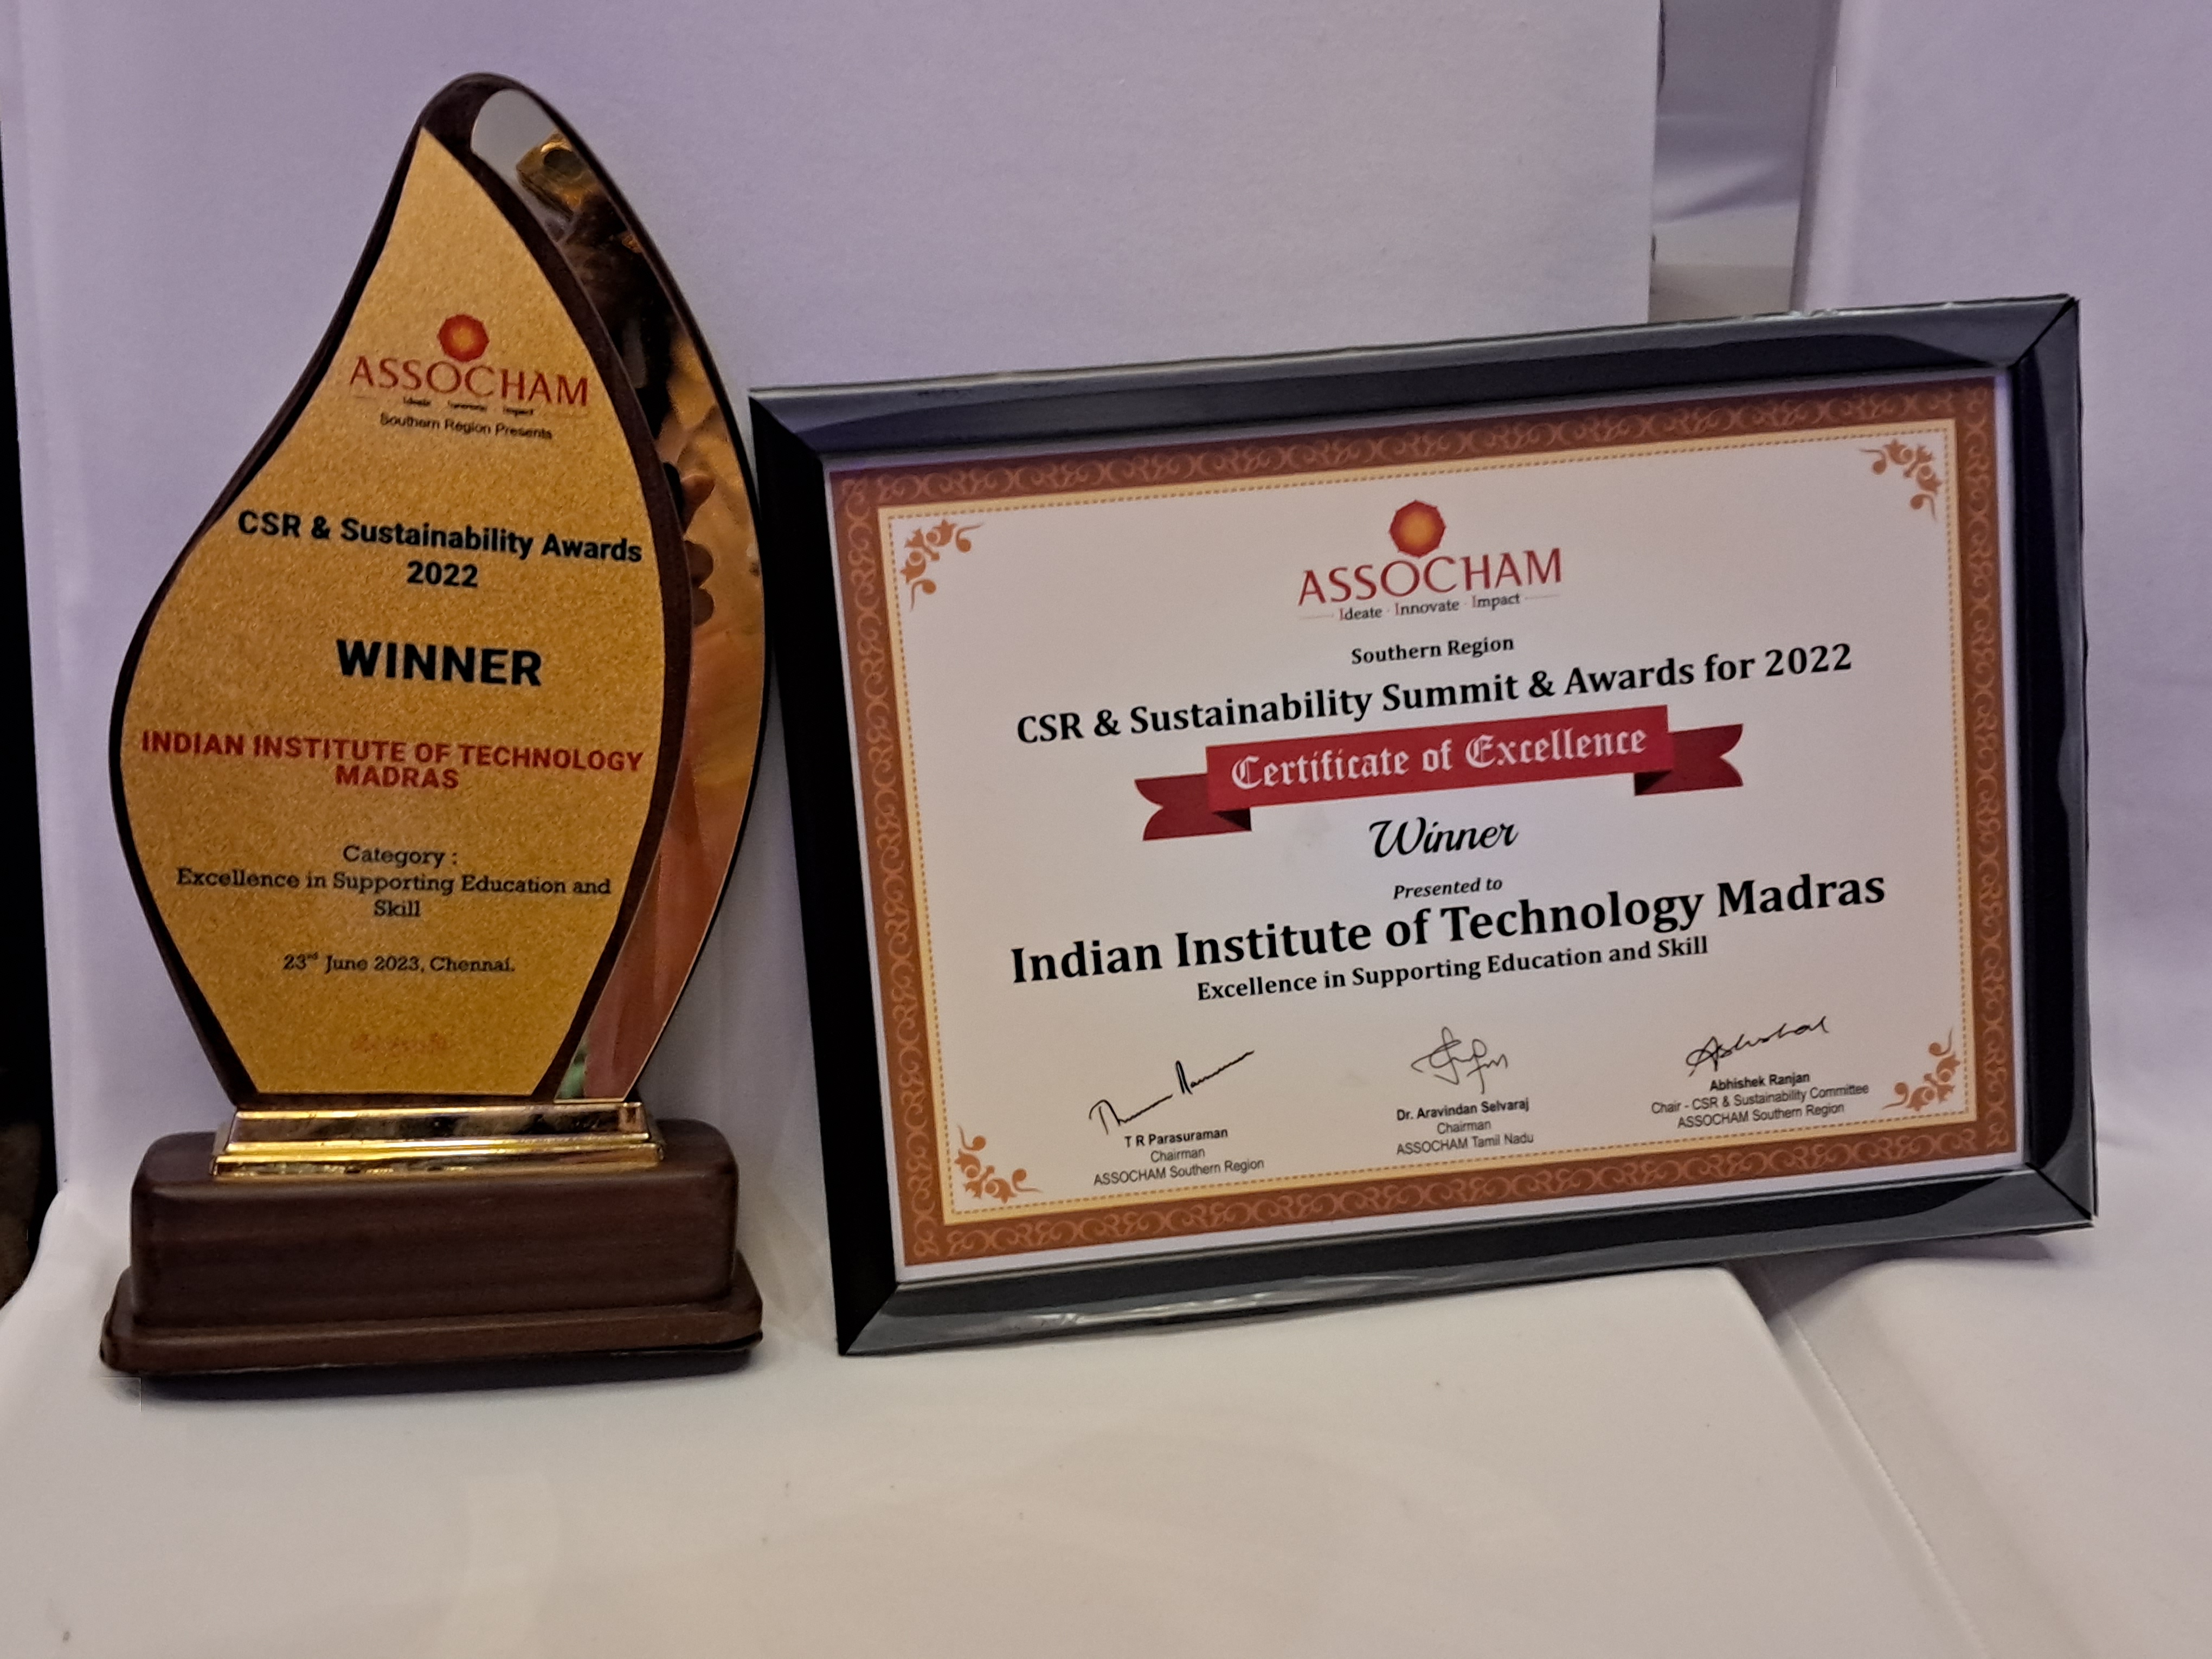 ASSOCHAM
Ideate Innovate Impact
Southern Region Presents
CSR & Sustainability Awards
2022
WINNER
INDIAN INSTITUTE OF TECHNOLOGY
MADRAS
Category :
Excellence in Supporting Education and
Skill
23rd June 2023, Chennai.
ASSOCHAM
Ideate · Innovate · Impact
Southern Region
CSR & Sustainability Summit & Awards for 2022
Certificate of Excellence
Winner
Presented to
Indian Institute of Technology Madras
Excellence in Supporting Education and Skill
T R Parasuraman
Chairman
ASSOCHAM Southern Region
Dr. Aravindan Selvaraj
Chairman
ASSOCHAM Tamil Nadu
Abhishek Ranjan
Chair - CSR & Sustainability Committee
ASSOCHAM Southern Region